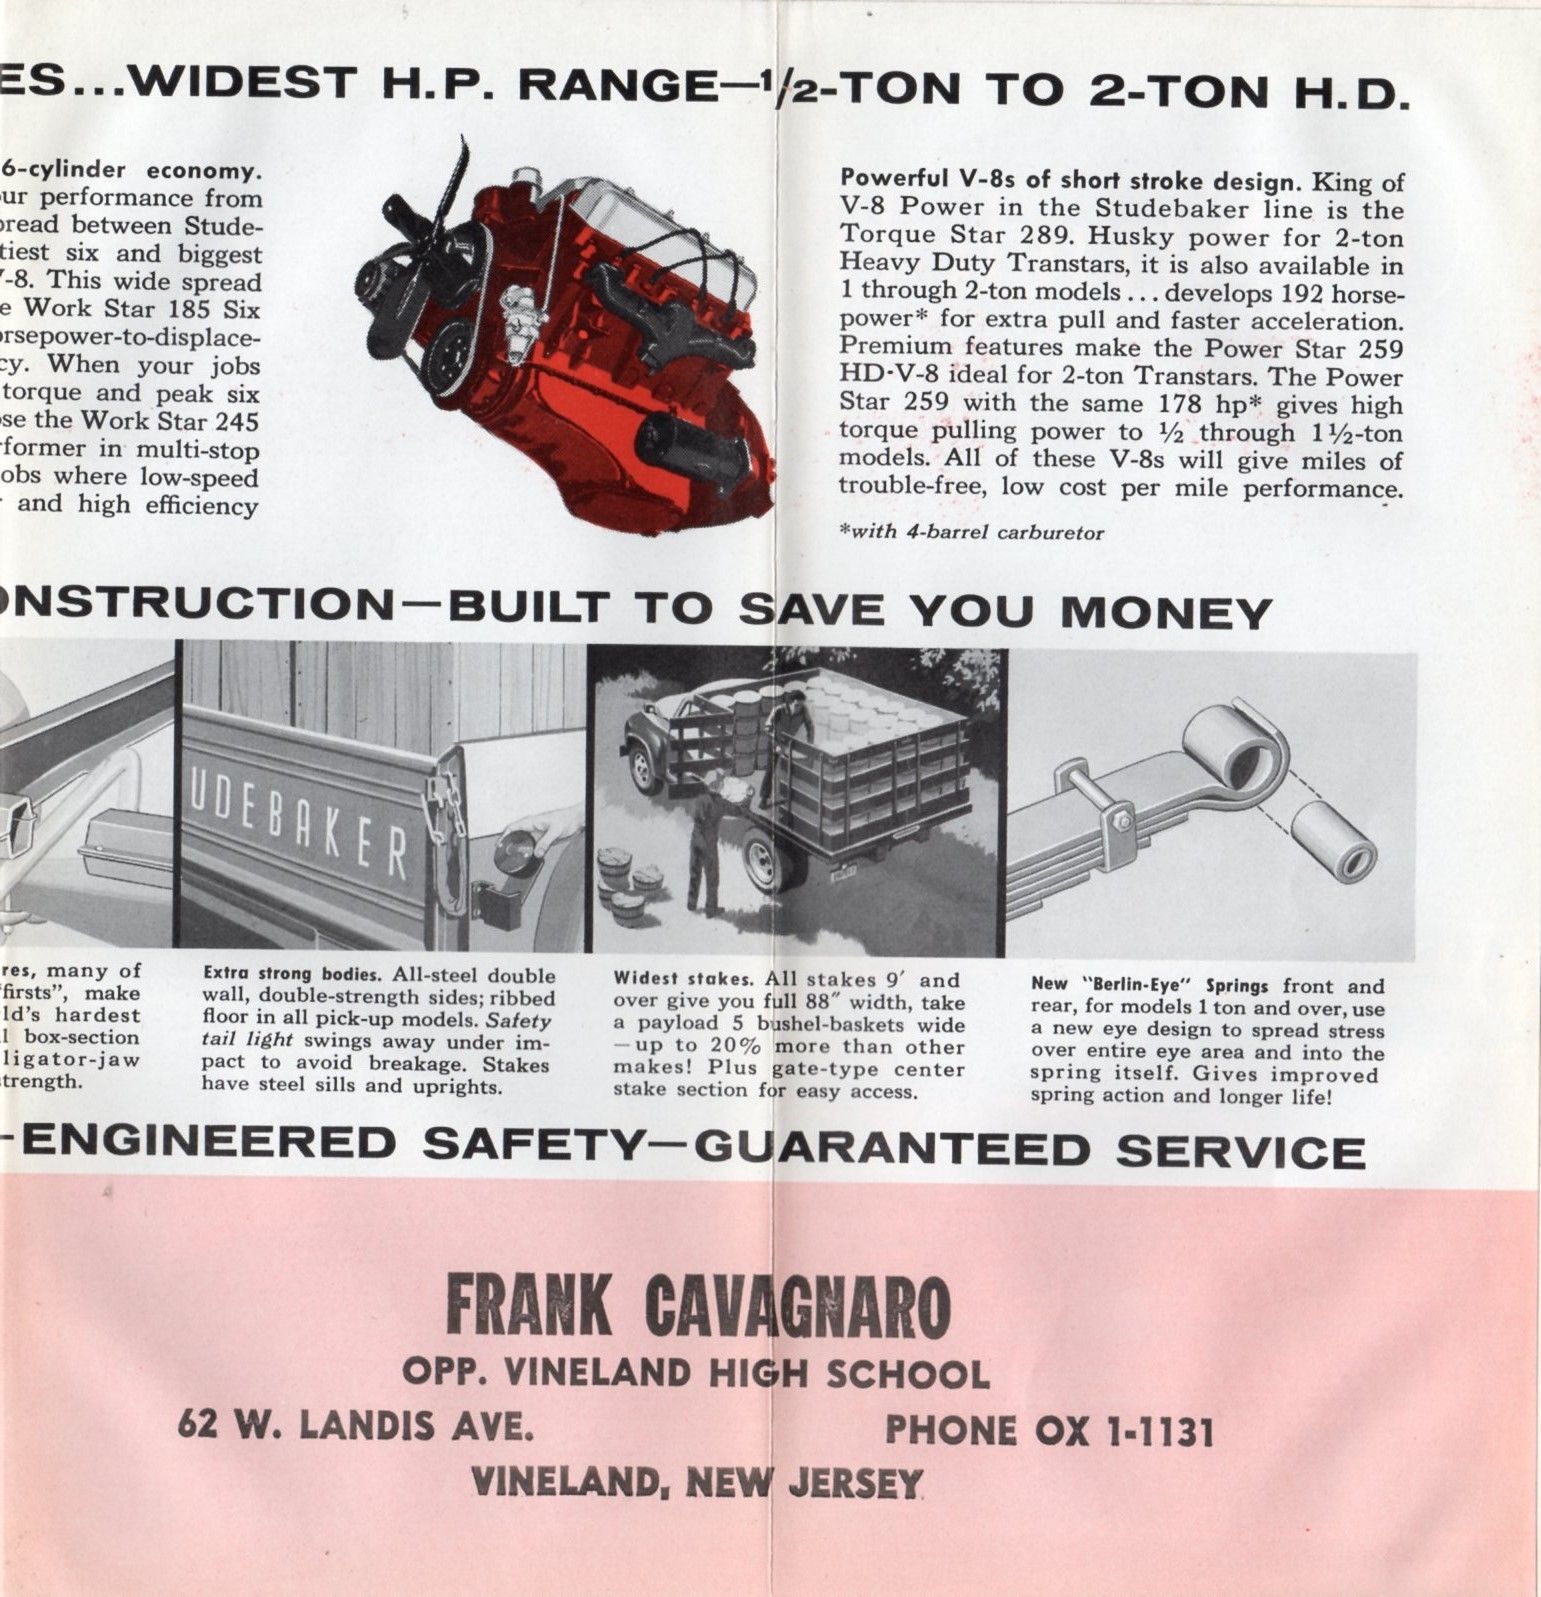 ES...WIDEST H.P. RANGE—1/2-TON TO 2-TON H.D.
6-cylinder economy.
ur performance from
read between Stude-
tiest six and biggest
-8. This wide spread
e Work Star 185 Six
rsepower-to-displace-
cy. When your jobs
torque and peak six
se the Work Star 245
former in multi-stop
obs where low-speed
and high efficiency
Powerful V-8s of short stroke design. King of
V-8 Power in the Studebaker line is the
Torque Star 289. Husky power for 2-ton
Heavy Duty Transtars, it is also available in
1 through 2-ton models...develops 192 horse-
power* for extra pull and faster acceleration.
Premium features make the Power Star 259
HD·V-8 ideal for 2-ton Transtars. The Power
Star 259 with the same 178 hp* gives high
torque pulling power to ½ through 1½-ton
models. All of these V-8s will give miles of
trouble-free, low cost per mile performance.
*with 4-barrel carburetor
ONSTRUCTION—BUILT TO SAVE YOU MONEY
UDEBAKER
res, many of
"firsts", make
ld's hardest
l box-section
ligator-jaw
trength.
Extra strong bodies. All-steel double
wall, double-strength sides; ribbed
floor in all pick-up models. Safety
tail light swings away under im-
pact to avoid breakage. Stakes
have steel sills and uprights.
Widest stakes. All stakes 9′ and
over give you full 88″ width, take
a payload 5 bushel-baskets wide
—up to 20% more than other
makes! Plus gate-type center
stake section for easy access.
New "Berlin-Eye" Springs front and
rear, for models 1 ton and over, use
a new eye design to spread stress
over entire eye area and into the
spring itself. Gives improved
spring action and longer life!
-ENGINEERED SAFETY—GUARANTEED SERVICE
FRANK CAVAGNARO
OPP. VINELAND HIGH SCHOOL
62 W. LANDIS AVE. PHONE OX 1-1131
VINELAND, NEW JERSEY